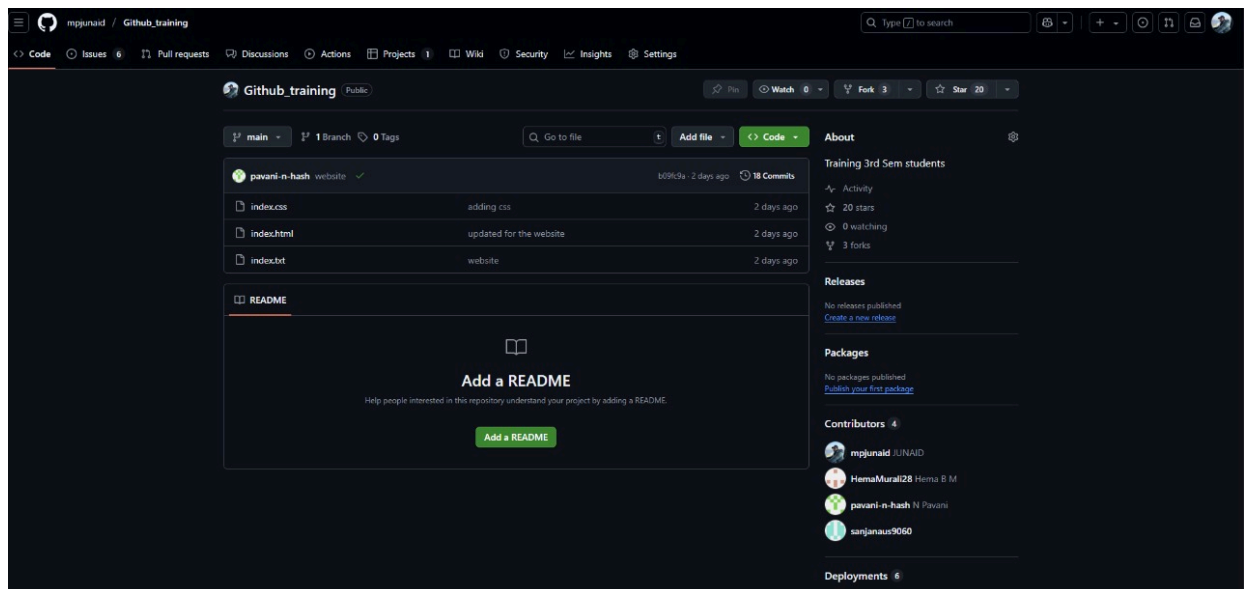 mpjunaid / Github_training
Type / to search
Code Issues 6 Pull requests Discussions Actions Projects 1 Wiki Security Insights Settings
Github_training Public
Pin Watch 0 Fork 3 Star 20
main 1 Branch 0 Tags
Go to file t Add file Code
pavani-n-hash website b09fc9a · 2 days ago 18 Commits
index.css adding css 2 days ago
index.html updated for the website 2 days ago
index.txt website 2 days ago
README
Add a README
Help people interested in this repository understand your project by adding a README.
Add a README
About
Training 3rd Sem students
Activity
20 stars
0 watching
3 forks
Releases
No releases published
Create a new release
Packages
No packages published
Publish your first package
Contributors 4
mpjunaid JUNAID
HemaMurali28 Hema B M
pavani-n-hash N Pavani
sanjanaus9060
Deployments 6